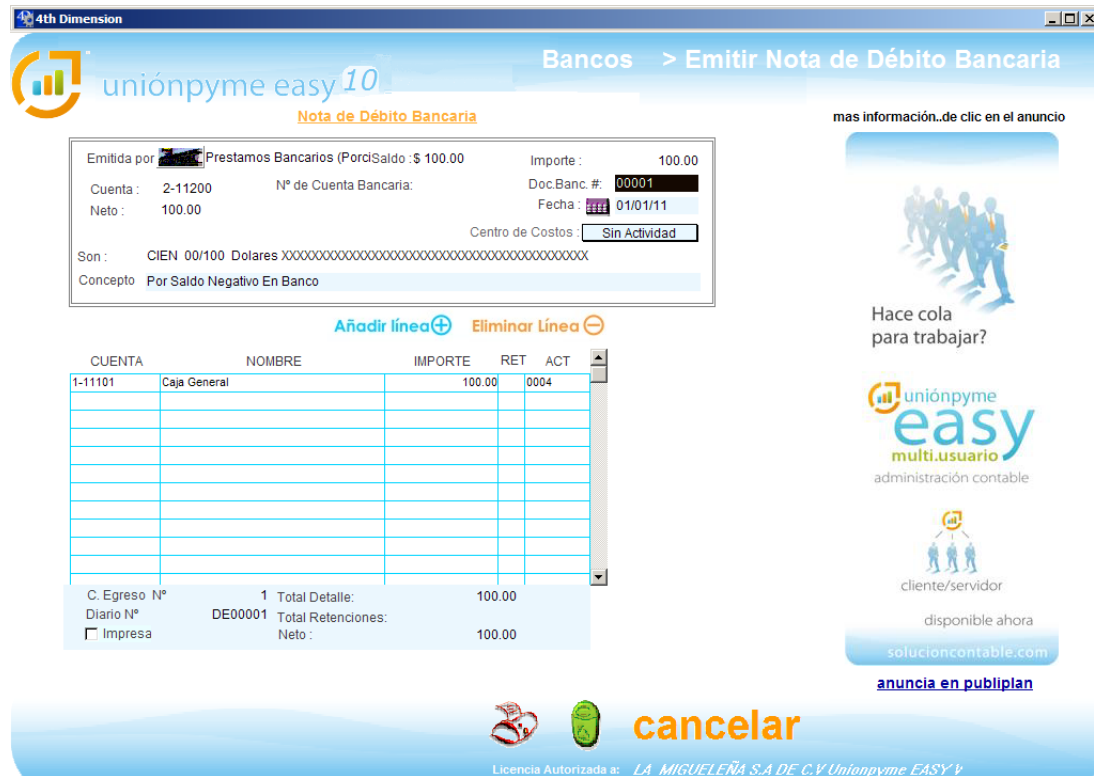 4th Dimension
Bancos > Emitir Nota de Débito Bancaria
uniónpyme easy 10
Nota de Débito Bancaria
mas información..de clic en el anuncio
Emitida por Prestamos Bancarios (PorciSaldo :$ 100.00 Importe : 100.00
Cuenta : 2-11200 Nº de Cuenta Bancaria: Doc.Banc. #: 00001
Neto : 100.00 Fecha : 01/01/11
Centro de Costos : Sin Actividad
Son : CIEN 00/100 Dolares XXXXXXXXXXXXXXXXXXXXXXXXXXXXXXXXXXXXXXXXXX
Concepto Por Saldo Negativo En Banco
Añadir línea Eliminar Línea
CUENTA NOMBRE IMPORTE RET ACT
1-11101 Caja General 100.00 0004
C. Egreso Nº 1 Total Detalle: 100.00
Diario Nº DE00001 Total Retenciones:
Impresa Neto : 100.00
Hace cola
para trabajar?
uniónpyme
easy
multi.usuario
administración contable
cliente/servidor
disponible ahora
solucioncontable.com
anuncia en publiplan
cancelar
Licencia Autorizada a: LA MIGUELEÑA S.A DE C.V Unionpyme EASY